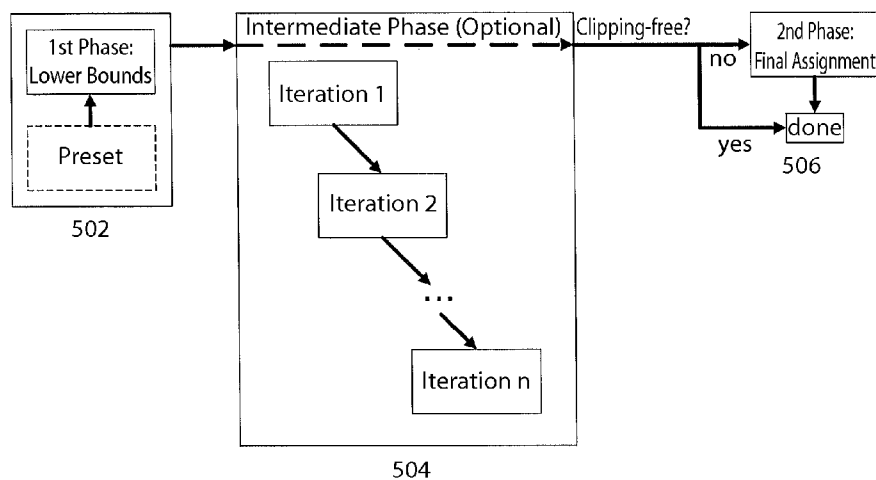 1st Phase:
Lower Bounds
Preset
502
Intermediate Phase (Optional)
Iteration 1
Iteration 2
...
Iteration n
504
Clipping-free?
no
yes
2nd Phase:
Final Assignment
done
506